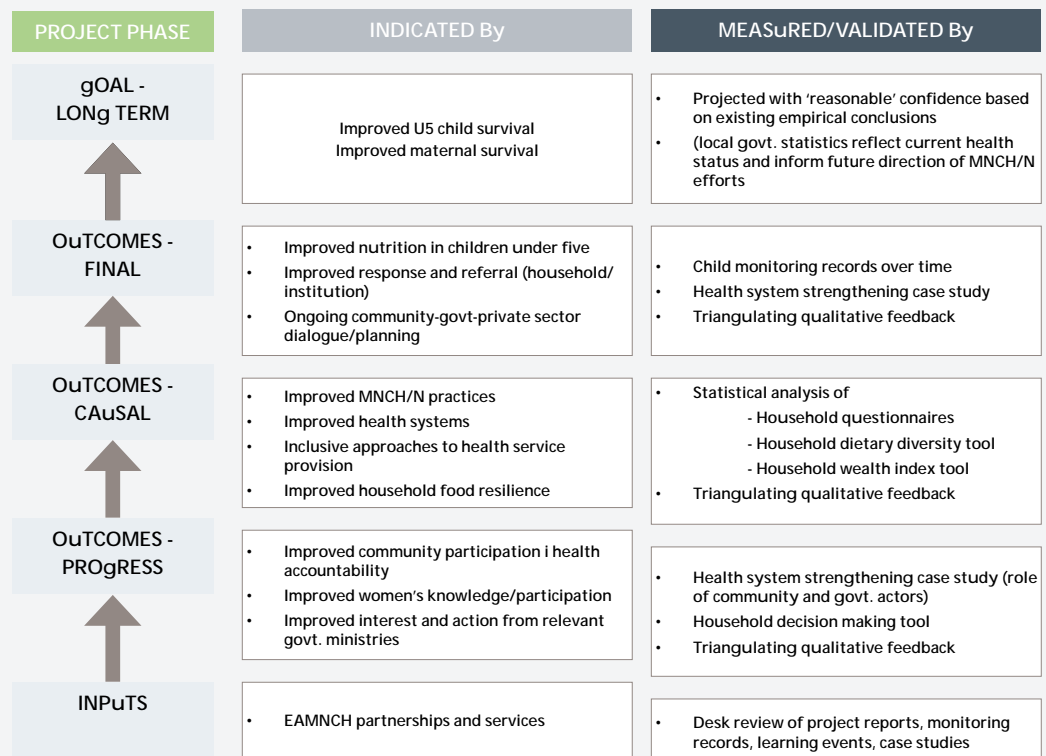 PROJECT PHASE
INDICATED By
MEASuRED/VALIDATED By
gOAL -
LONg TERM
Improved U5 child survival
Improved maternal survival
• Projected with ‘reasonable’ confidence based
on existing empirical conclusions
• (local govt. statistics reflect current health
status and inform future direction of MNCH/N
efforts
OuTCOMES -
FINAL
• Improved nutrition in children under five
• Improved response and referral (household/
institution)
• Ongoing community-govt-private sector
dialogue/planning
• Child monitoring records over time
• Health system strengthening case study
• Triangulating qualitative feedback
OuTCOMES -
CAuSAL
• Improved MNCH/N practices
• Improved health systems
• Inclusive approaches to health service
provision
• Improved household food resilience
• Statistical analysis of
- Household questionnaires
- Household dietary diversity tool
- Household wealth index tool
• Triangulating qualitative feedback
OuTCOMES -
PROgRESS
• Improved community participation i health
accountability
• Improved women’s knowledge/participation
• Improved interest and action from relevant
govt. ministries
• Health system strengthening case study (role
of community and govt. actors)
• Household decision making tool
• Triangulating qualitative feedback
INPuTS
• EAMNCH partnerships and services
• Desk review of project reports, monitoring
records, learning events, case studies